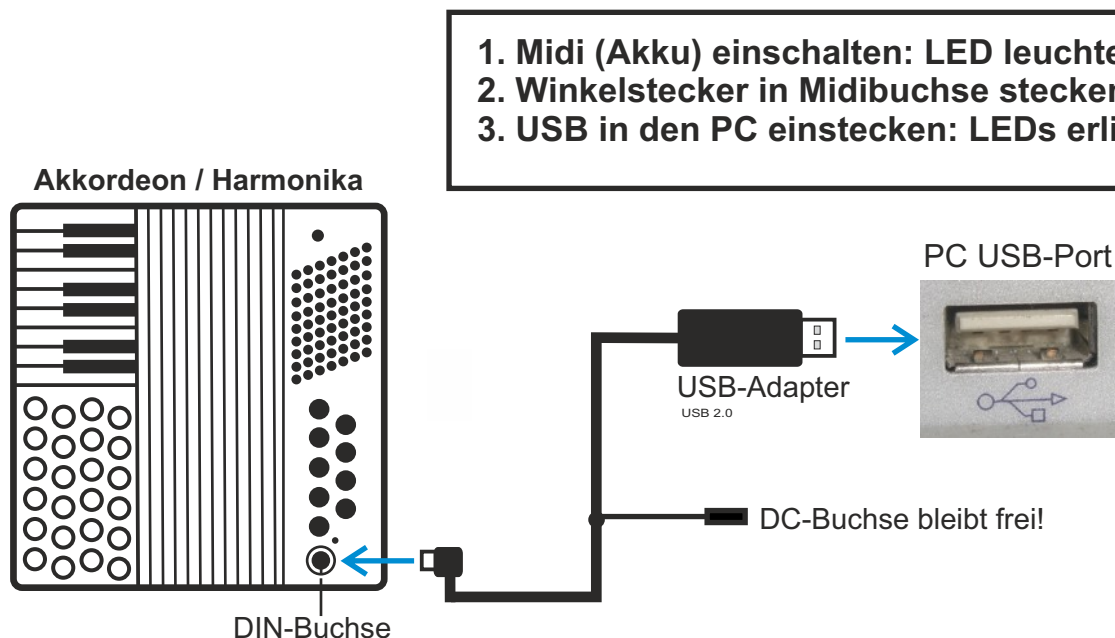 1. Midi (Akku) einschalten: LED leuchte
2. Winkelstecker in Midibuchse stecken
3. USB in den PC einstecken: LEDs erli
Akkordeon / Harmonika
PC USB-Port
USB-Adapter
USB 2.0
DC-Buchse bleibt frei!
DIN-Buchse